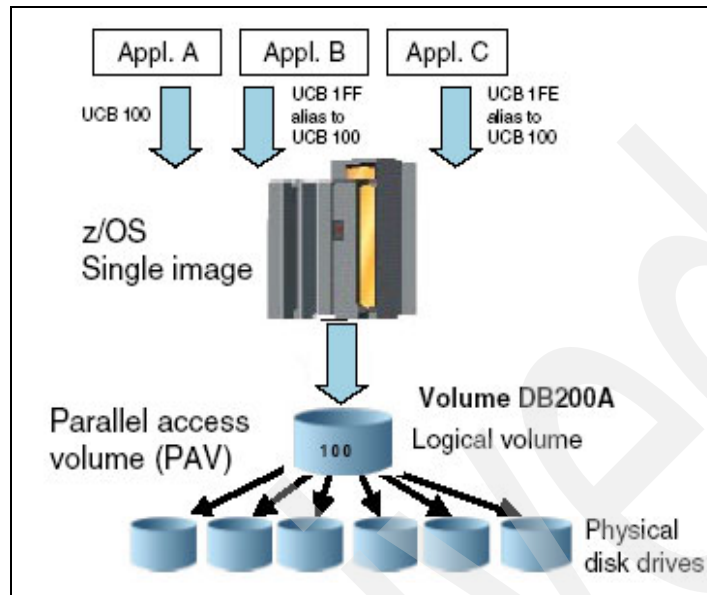 Appl. A
Appl. B
Appl. C
UCB 100
UCB 1FF
alias to
UCB 100
UCB 1FE
alias to
UCB 100
z/OS
Single image
Parallel access
volume (PAV)
Volume DB200A
Logical volume
100
Physical
disk drives